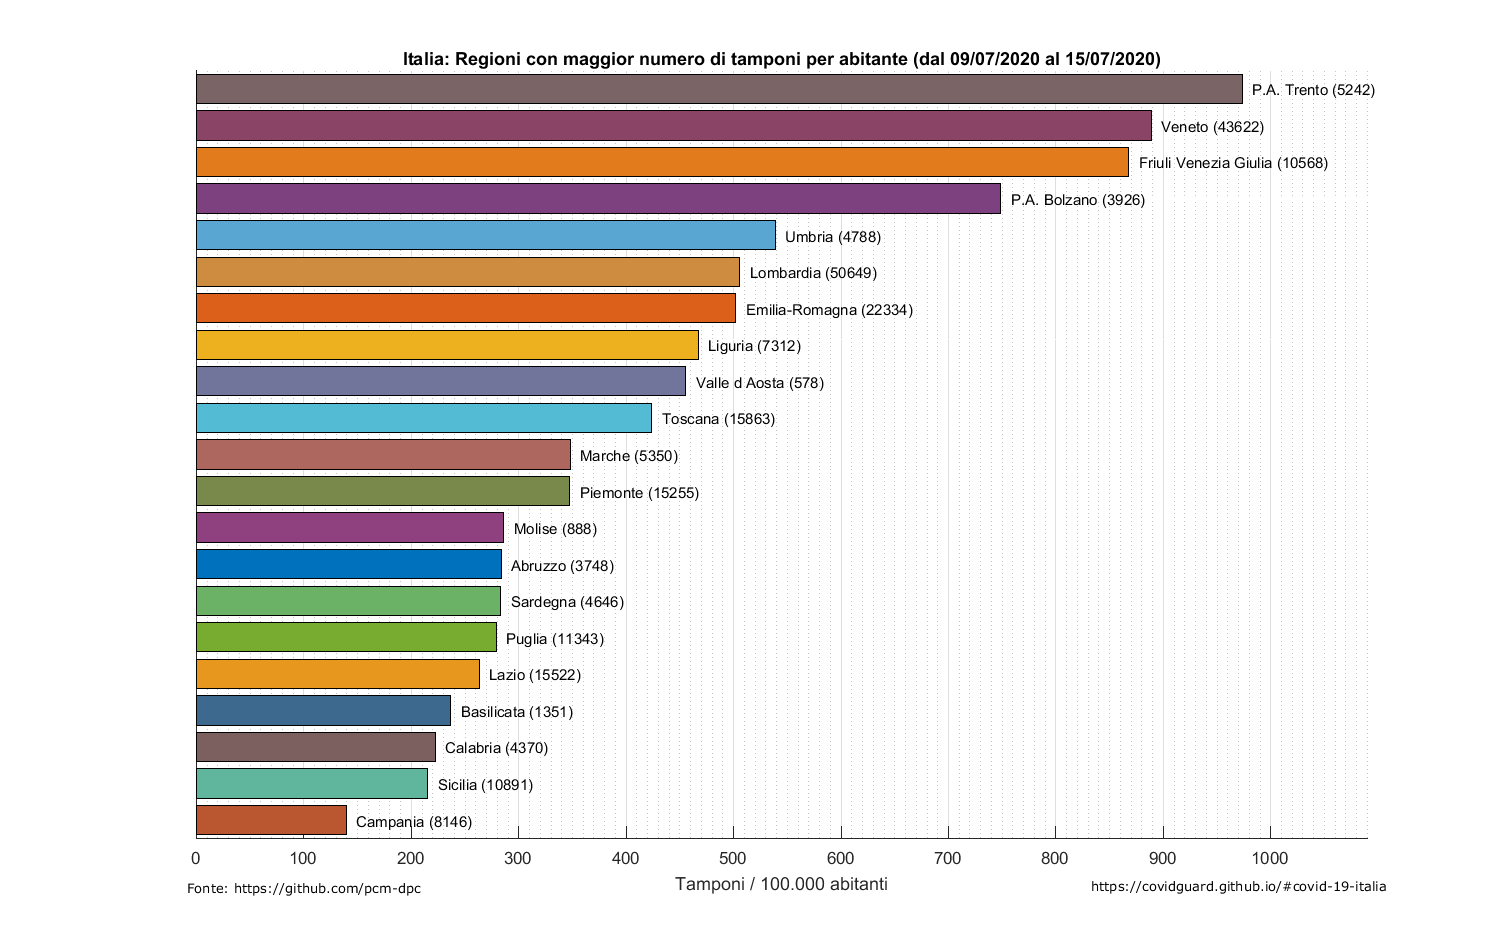 Italia: Regioni con maggior numero di tamponi per abitante (dal 09/07/2020 al 15/07/2020)
P.A. Trento (5242)
Veneto (43622)
Friuli Venezia Giulia (10568)
P.A. Bolzano (3926)
Umbria (4788)
Lombardia (50649)
Emilia-Romagna (22334)
Liguria (7312)
Valle d Aosta (578)
Toscana (15863)
Marche (5350)
Piemonte (15255)
Molise (888)
Abruzzo (3748)
Sardegna (4646)
Puglia (11343)
Lazio (15522)
Basilicata (1351)
Calabria (4370)
Sicilia (10891)
Campania (8146)
0 100 200 300 400 500 600 700 800 900 1000
Tamponi / 100.000 abitanti
Fonte: https://github.com/pcm-dpc
https://covidguard.github.io/#covid-19-italia